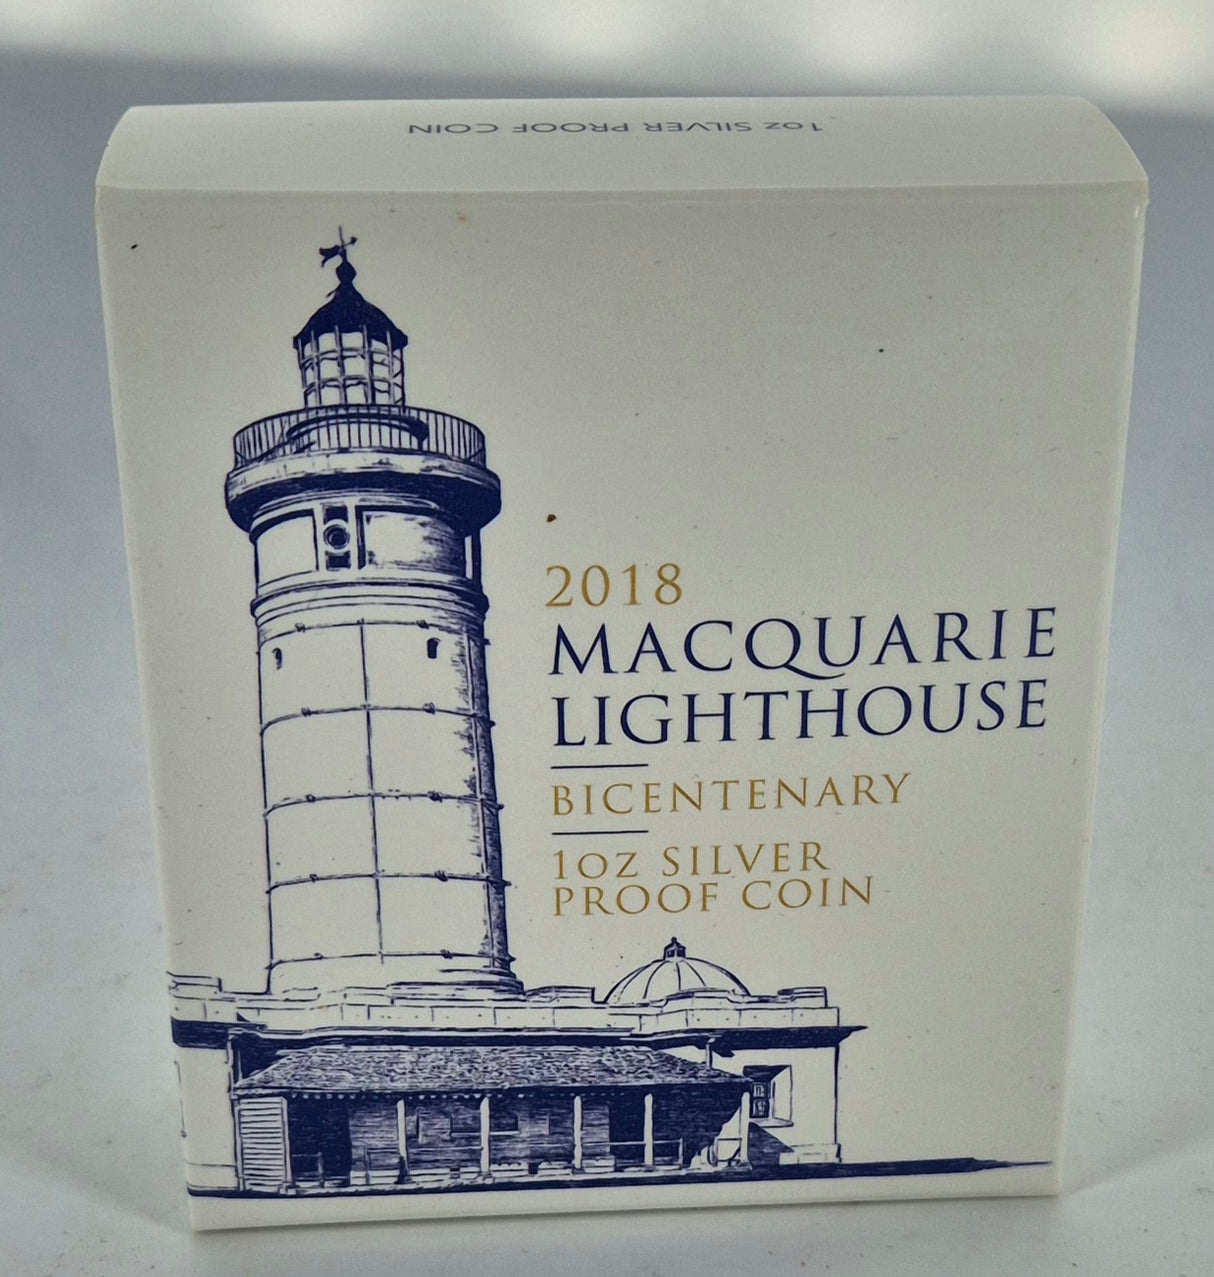 1oz SILVER PROOF COIN
2018
MACQUARIE
LIGHTHOUSE
BICENTENARY
1OZ SILVER
PROOF COIN